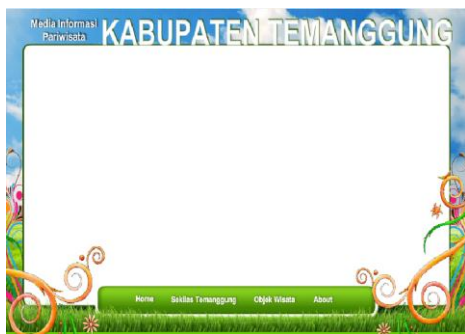 Media Informasi
Pariwisata
KABUPATEN TEMANGGUNG
Home Sekilas Temanggung Objek Wisata About